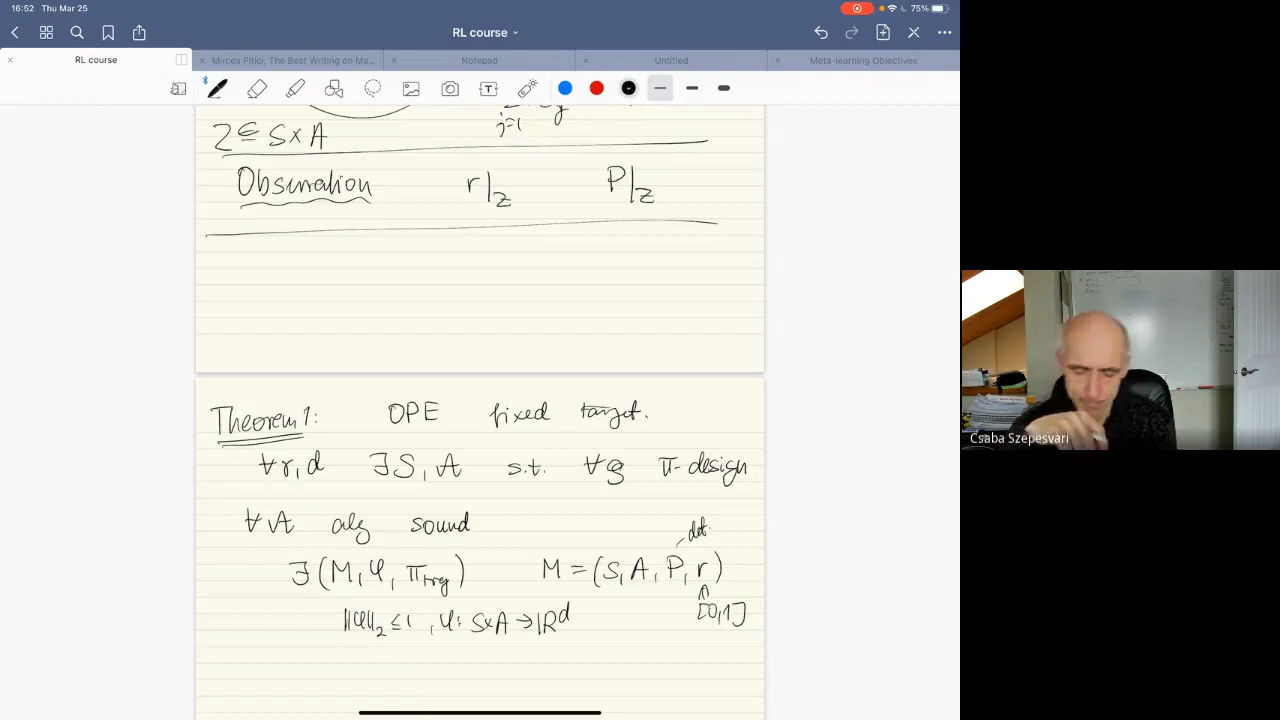 16:52 Thu Mar 25
75%
RL course
RL course
Mircea Pitici, The Best Writing on Ma...
Notepad
Untitled
Meta-learning Objectives
j=1
Z ⊆ S×A
Observation r|z P|z
Theorem 1: OPE fixed target.
∀γ,d ∃S,A s.t. ∀φ π-design
∀A alg sound
det.
∃(M, φ, π_trg) M = (S, A, P, r)
[0,1]
‖φ‖₂ ≤ 1, φ: S×A → ℝ^d
Csaba Szepesvari